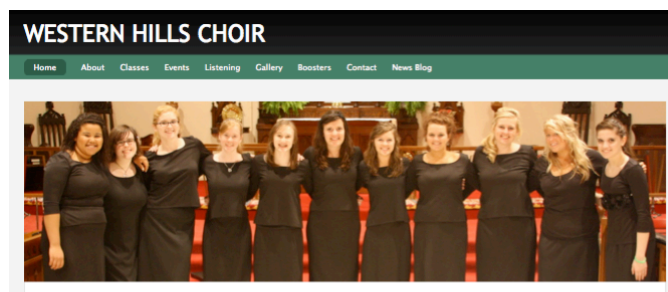 WESTERN HILLS CHOIR
Home About Classes Events Listening Gallery Boosters Contact News Blog